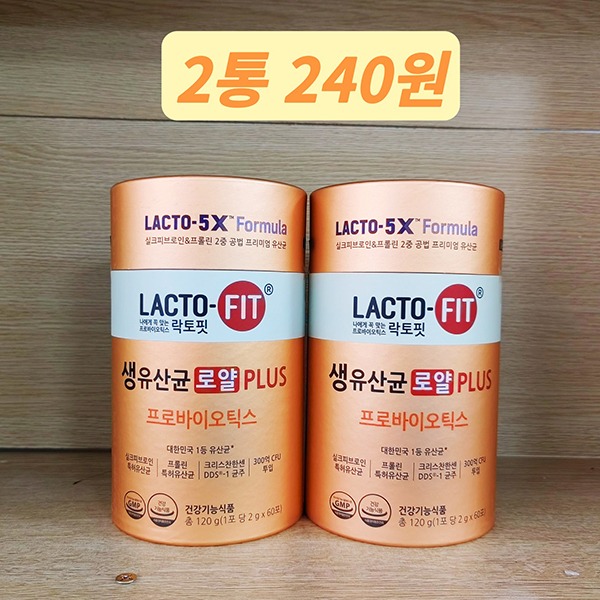 2통 240원
LACTO-5X™ Formula
실크피브로인&프롤린 2중 공법 프리미엄 유산균
LACTO-FIT®
나에게 꼭 맞는
프로바이오틱스 락토핏
생유산균 로얄 PLUS
프로바이오틱스
대한민국 1등 유산균*
실크피브로인 특허유산균
프롤린 특허유산균
크리스찬한센 DDS®-1 균주
300억 CFU 투입
GMP
건강기능식품
건강기능식품
총 120 g(1포 당 2 g x 60포)
LACTO-5X™ Formula
실크피브로인&프롤린 2중 공법 프리미엄 유산균
LACTO-FIT®
나에게 꼭 맞는
프로바이오틱스 락토핏
생유산균 로얄 PLUS
프로바이오틱스
대한민국 1등 유산균*
실크피브로인 특허유산균
프롤린 특허유산균
크리스찬한센 DDS®-1 균주
300억 CFU 투입
GMP
건강기능식품
건강기능식품
총 120 g(1포 당 2 g x 60포)